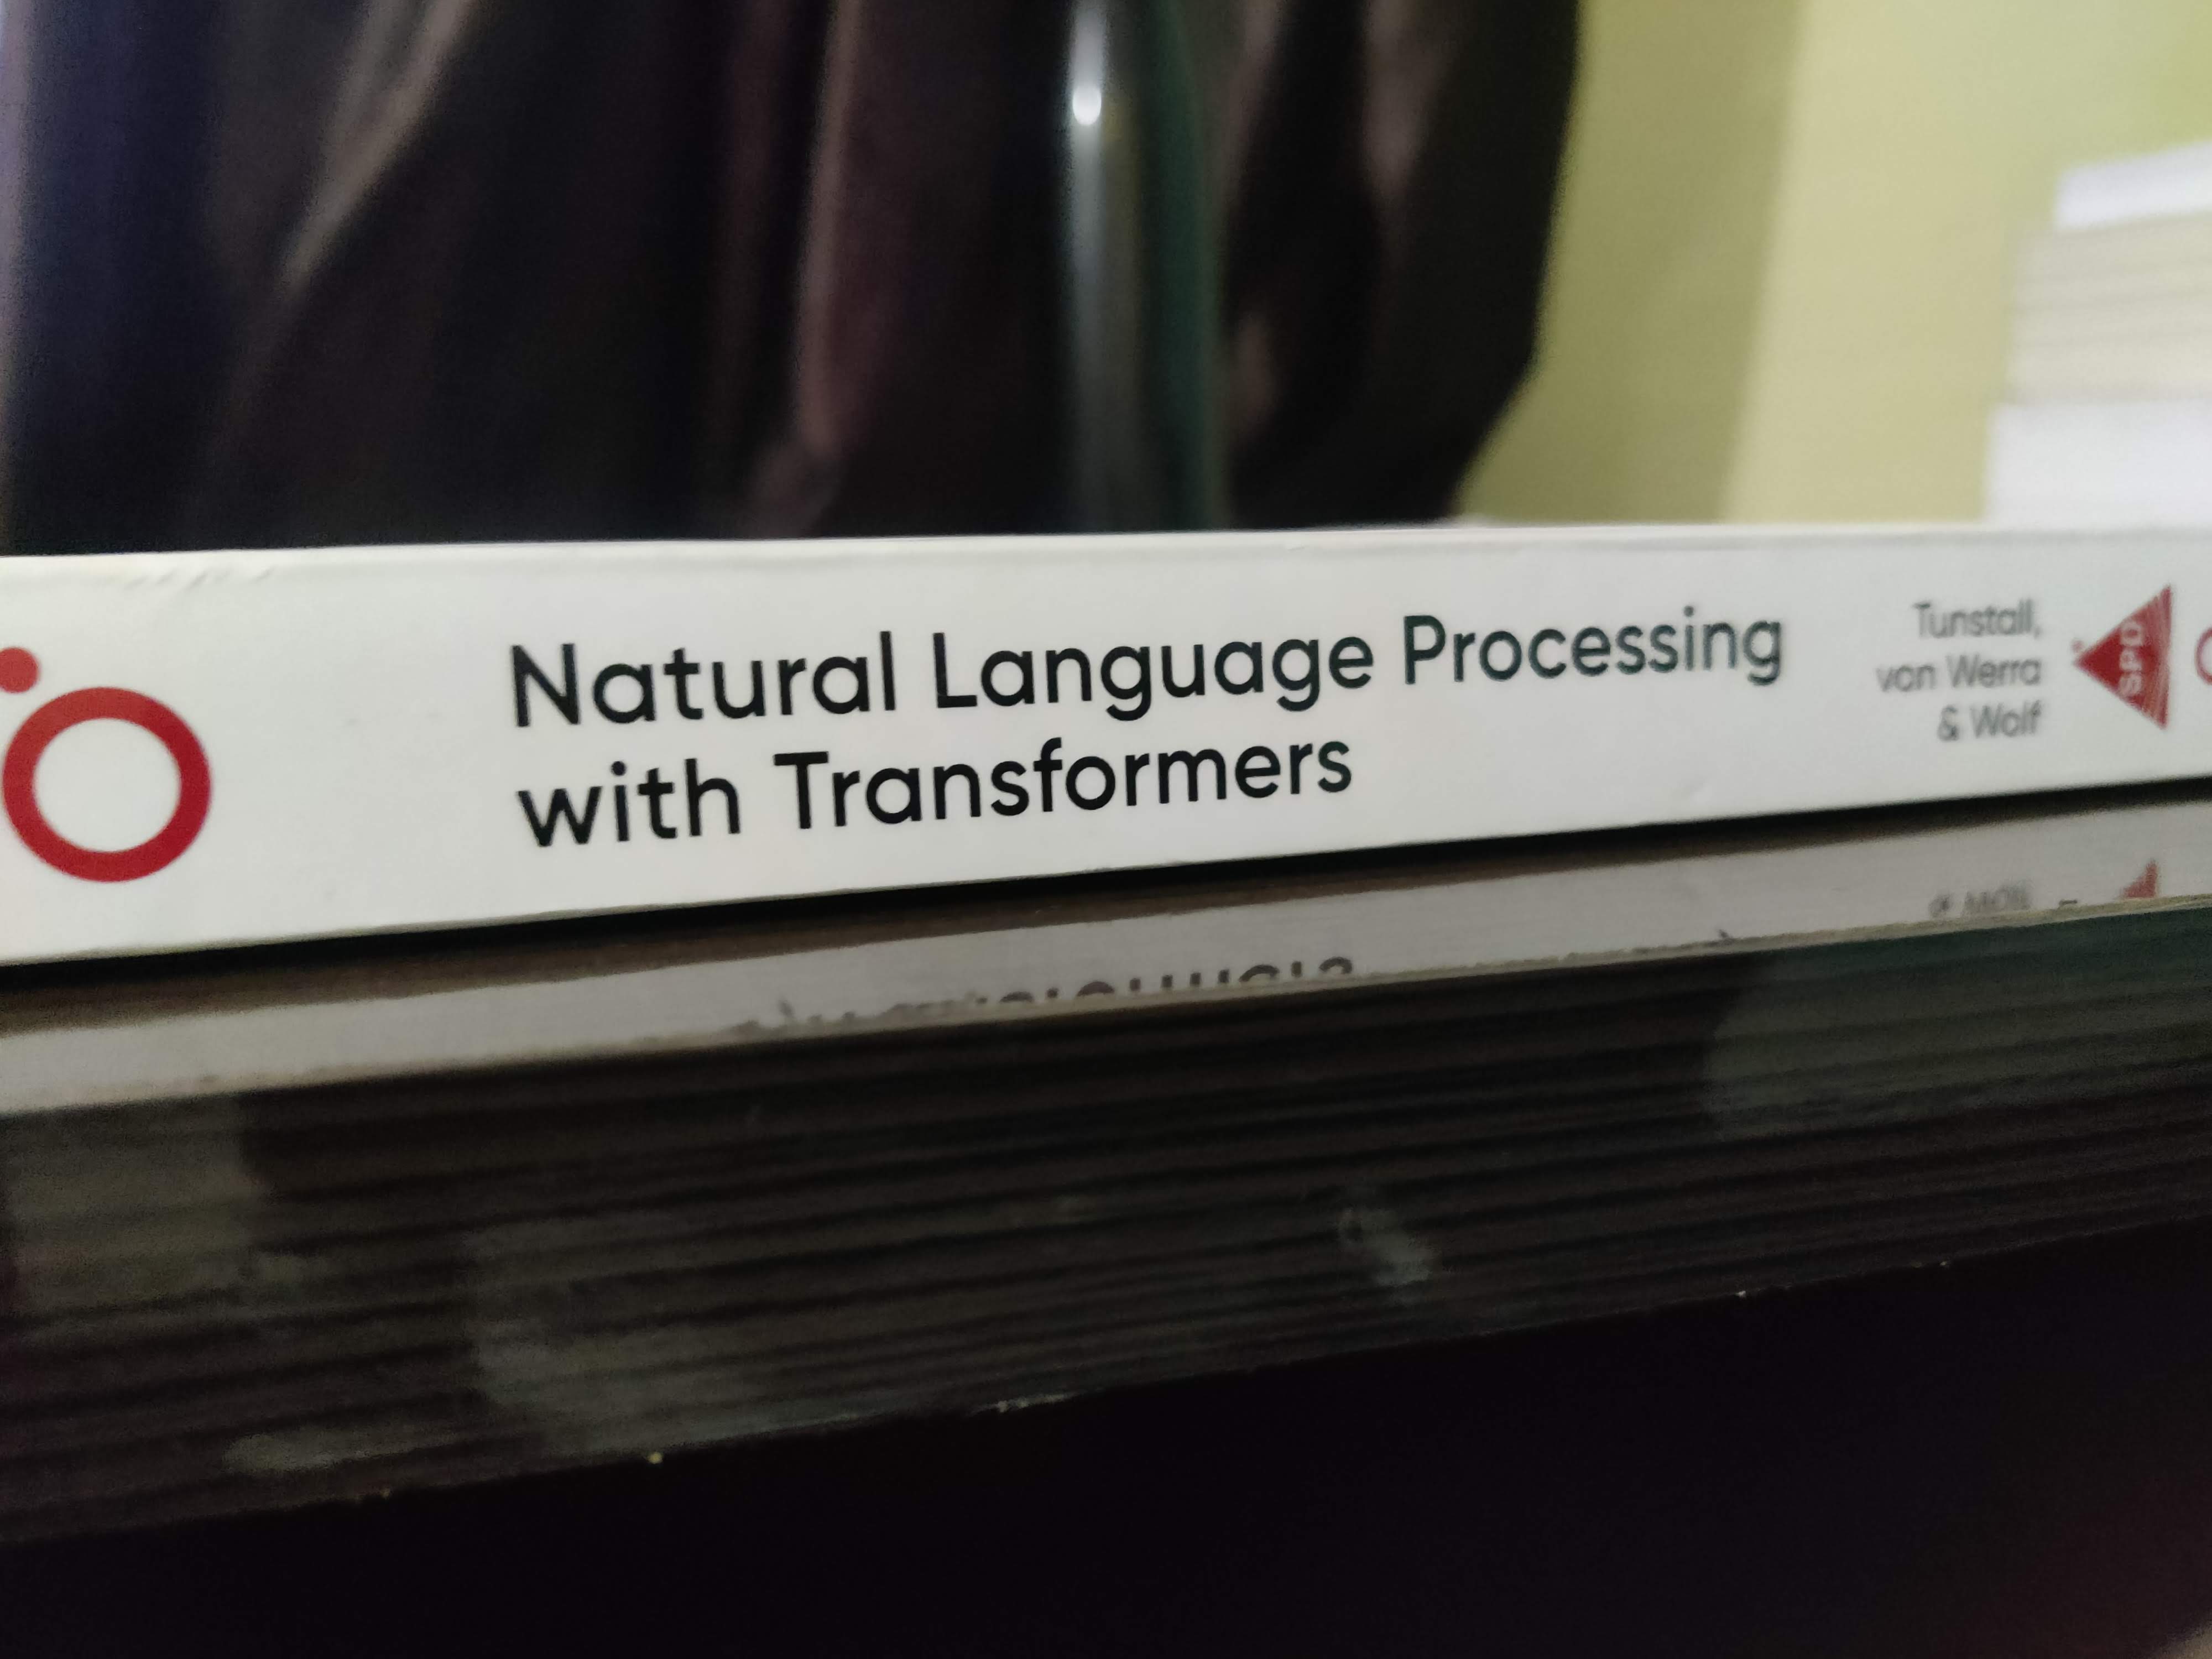 Natural Language Processing
with Transformers
Tunstall,
von Werra
& Wolf
SPD